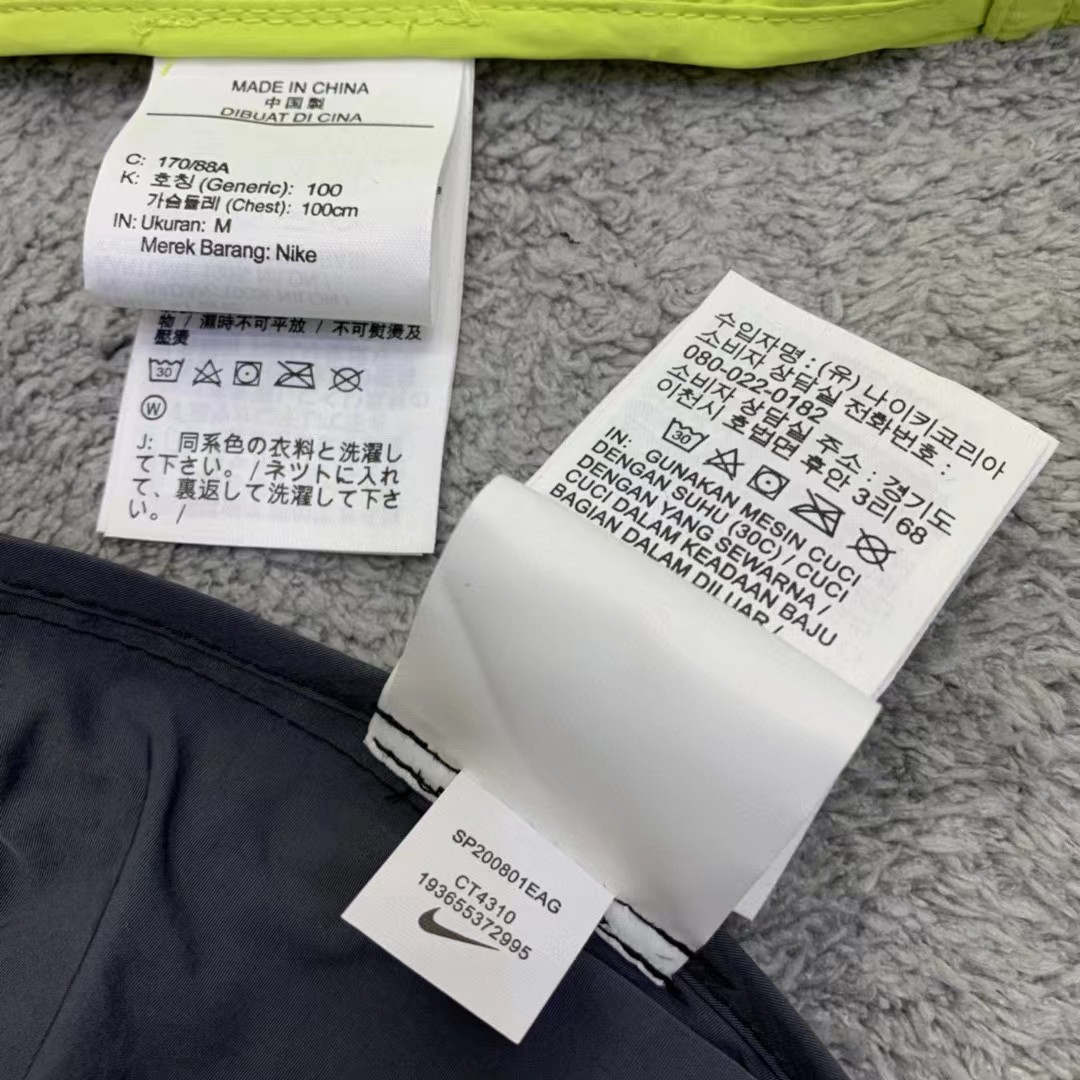 MADE IN CHINA
中国製
DIBUAT DI CINA
C: 170/88A
K: 호칭 (Generic): 100
가슴둘레 (Chest): 100cm
IN: Ukuran: M
Merek Barang: Nike
物 / 濕時不可平放 / 不可熨燙及
壓燙
30
W
J: 同系色の衣料と洗濯し
て下さい。/ネツトに入れ
て、裏返して洗濯して下さ
い。/
수입자명 : (유) 나이키코리아
소비자 상담실 전화번호 :
080-022-0182
소비자 상담실 주소 : 경기도
이천시 호법면 후안 3리 68
30
IN: GUNAKAN MESIN CUCI
DENGAN SUHU (30C) / CUCI
DENGAN YANG SEWARNA /
CUCI DALAM KEADAAN BAJU
BAGIAN DALAM DILUAR /
SP200801EAG
CT4310
193655372995